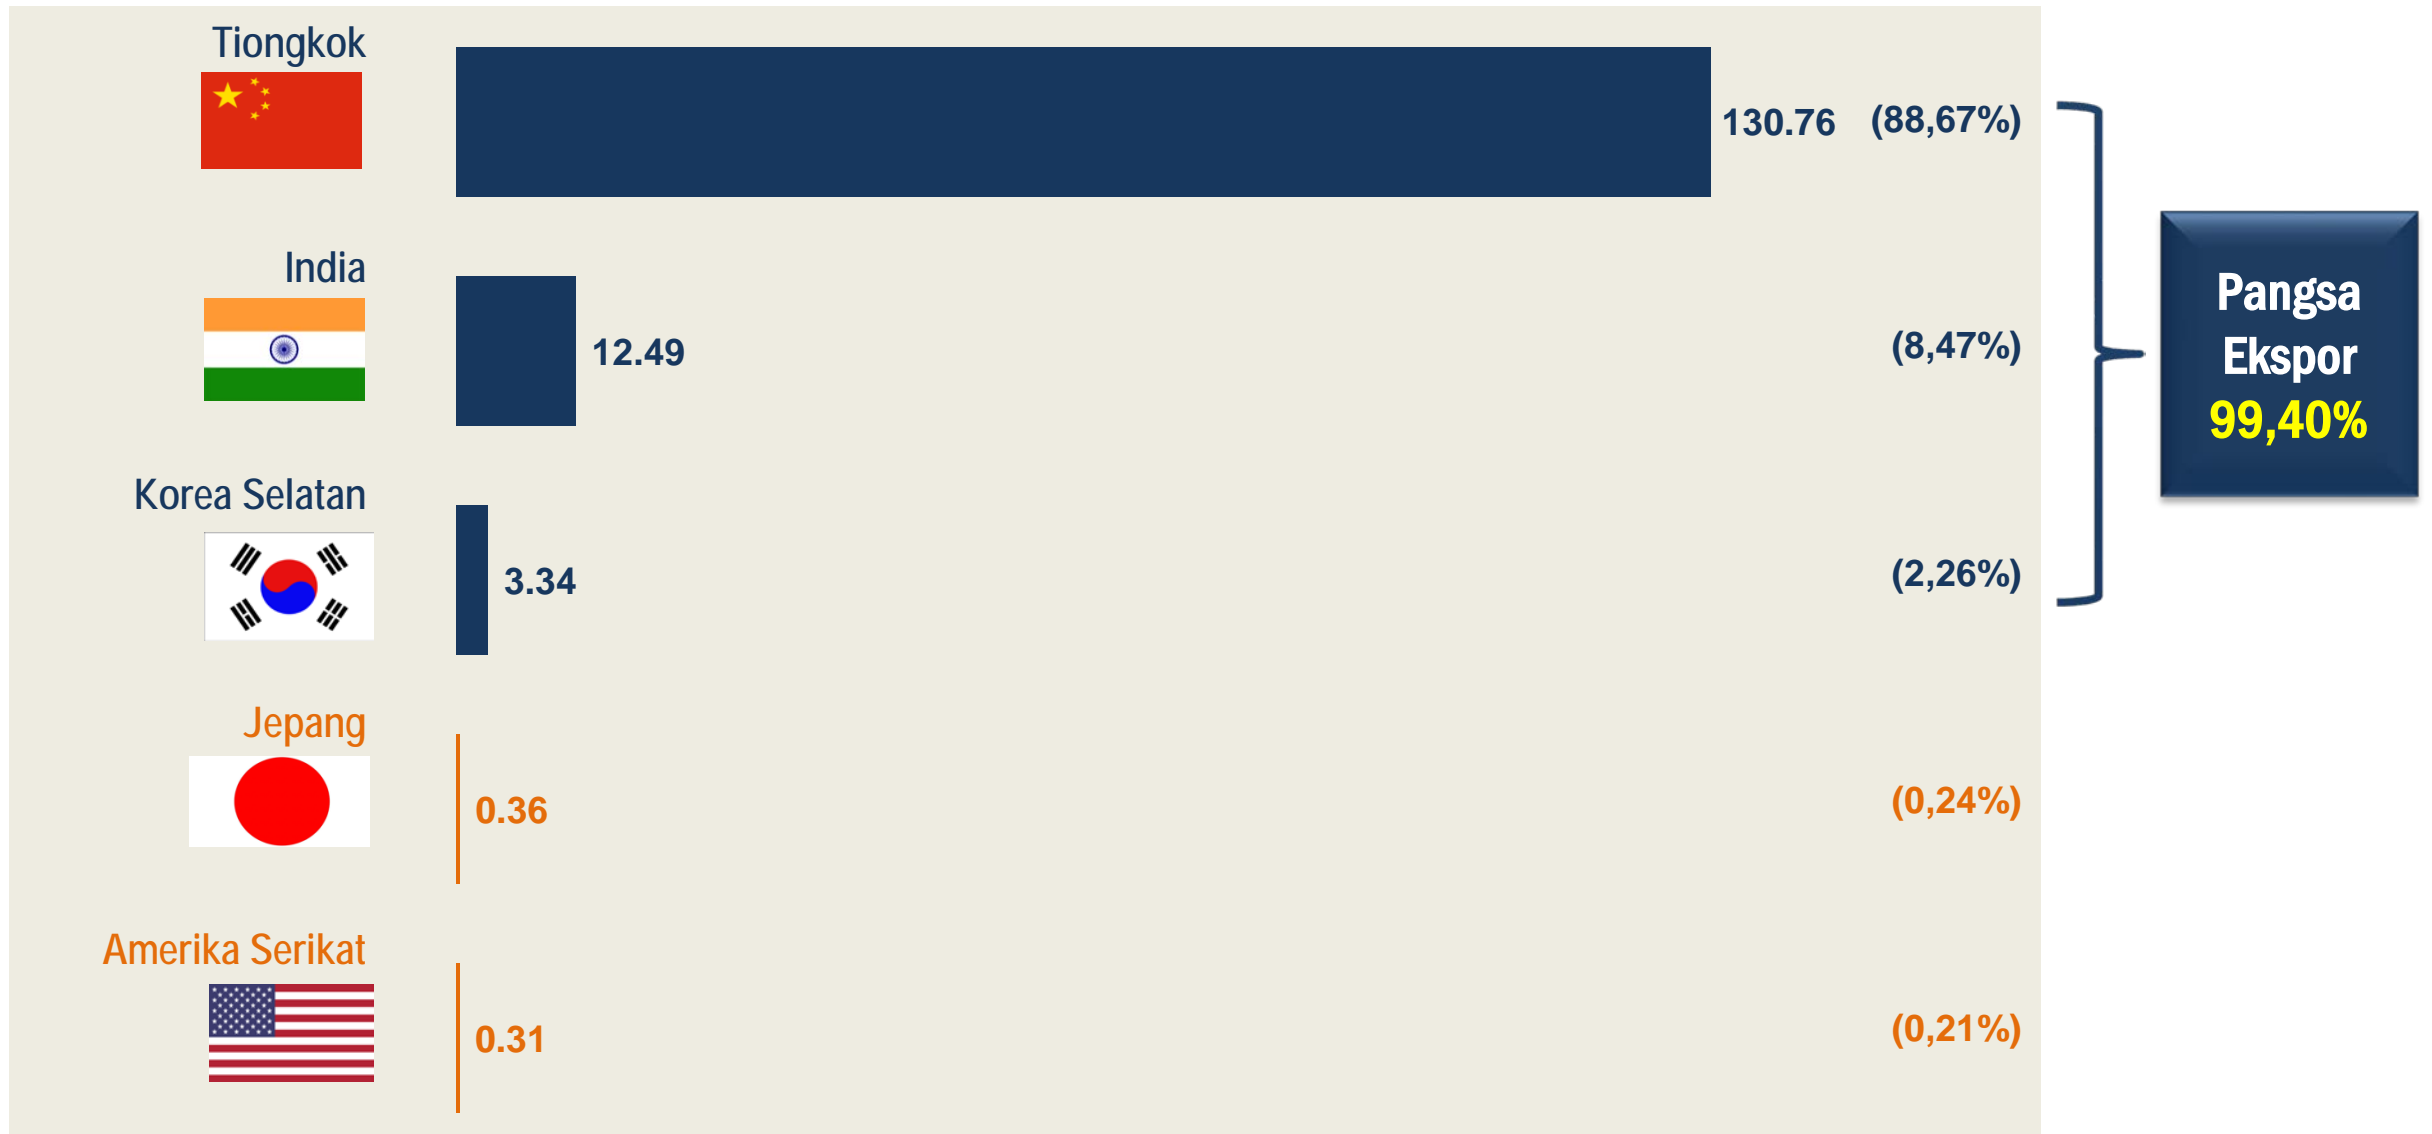 Tiongkok
130.76 (88,67%)
India
12.49 (8,47%)
Korea Selatan
3.34 (2,26%)
Jepang
0.36 (0,24%)
Amerika Serikat
0.31 (0,21%)
Pangsa
Ekspor
99,40%